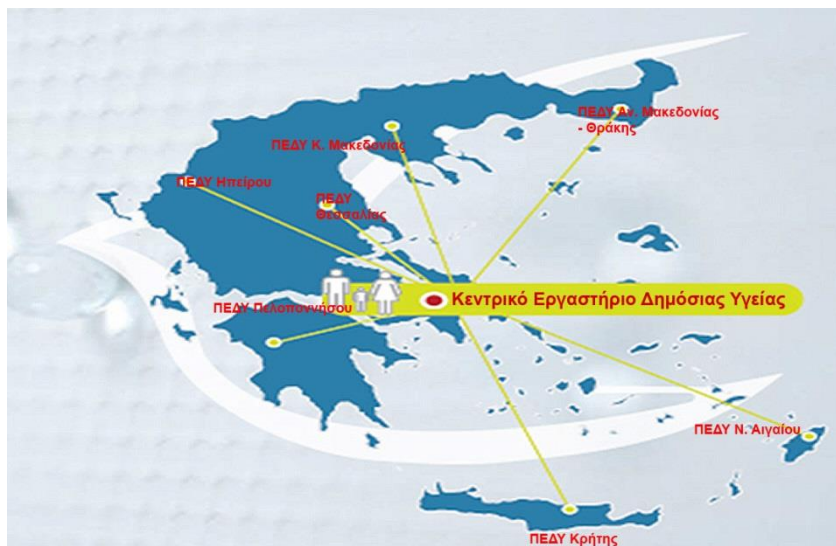 ΠΕΔΥ Αν. Μακεδονίας
- Θράκης
ΠΕΔΥ Κ. Μακεδονίας
ΠΕΔΥ Ηπείρου
ΠΕΔΥ
Θεσσαλίας
Κεντρικό Εργαστήριο Δημόσιας Υγείας
ΠΕΔΥ Πελοποννήσου
ΠΕΔΥ Ν. Αιγαίου
ΠΕΔΥ Κρήτης